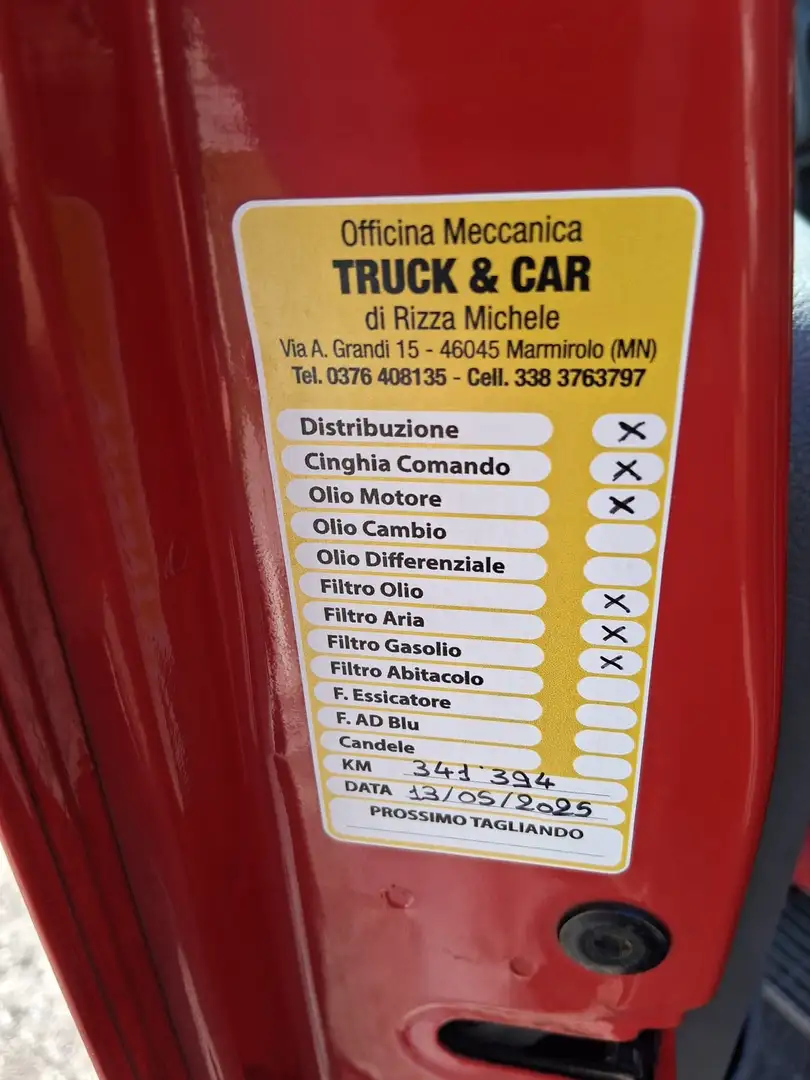 Officina Meccanica
TRUCK & CAR
di Rizza Michele
Via A. Grandi 15 - 46045 Marmirolo (MN)
Tel. 0376 408135 - Cell. 338 3763797
Distribuzione X
Cinghia Comando X
Olio Motore X
Olio Cambio
Olio Differenziale
Filtro Olio X
Filtro Aria X
Filtro Gasolio X
Filtro Abitacolo
F. Essicatore
F. AD Blu
Candele
KM 341'394
DATA 13/05/2025
PROSSIMO TAGLIANDO